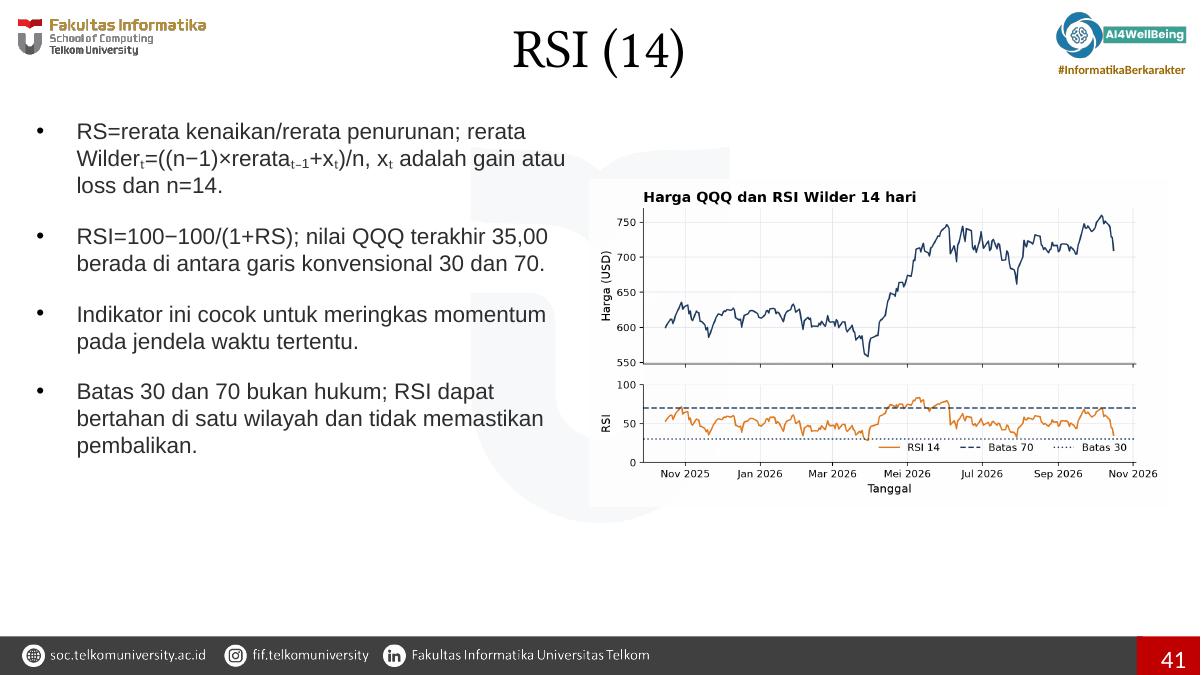 Fakultas Informatika
School of Computing
Telkom University
RSI (14)
AI4WellBeing
#InformatikaBerkarakter
• RS=rerata kenaikan/rerata penurunan; rerata
Wilderₜ=((n−1)×rerataₜ₋₁+xₜ)/n, xₜ adalah gain atau
loss dan n=14.
• RSI=100−100/(1+RS); nilai QQQ terakhir 35,00
berada di antara garis konvensional 30 dan 70.
• Indikator ini cocok untuk meringkas momentum
pada jendela waktu tertentu.
• Batas 30 dan 70 bukan hukum; RSI dapat
bertahan di satu wilayah dan tidak memastikan
pembalikan.
Harga QQQ dan RSI Wilder 14 hari
Harga (USD)
750
700
650
600
550
RSI
100
50
0
RSI 14 Batas 70 Batas 30
Nov 2025 Jan 2026 Mar 2026 Mei 2026 Jul 2026 Sep 2026 Nov 2026
Tanggal
soc.telkomuniversity.ac.id fif.telkomuniversity Fakultas Informatika Universitas Telkom
41